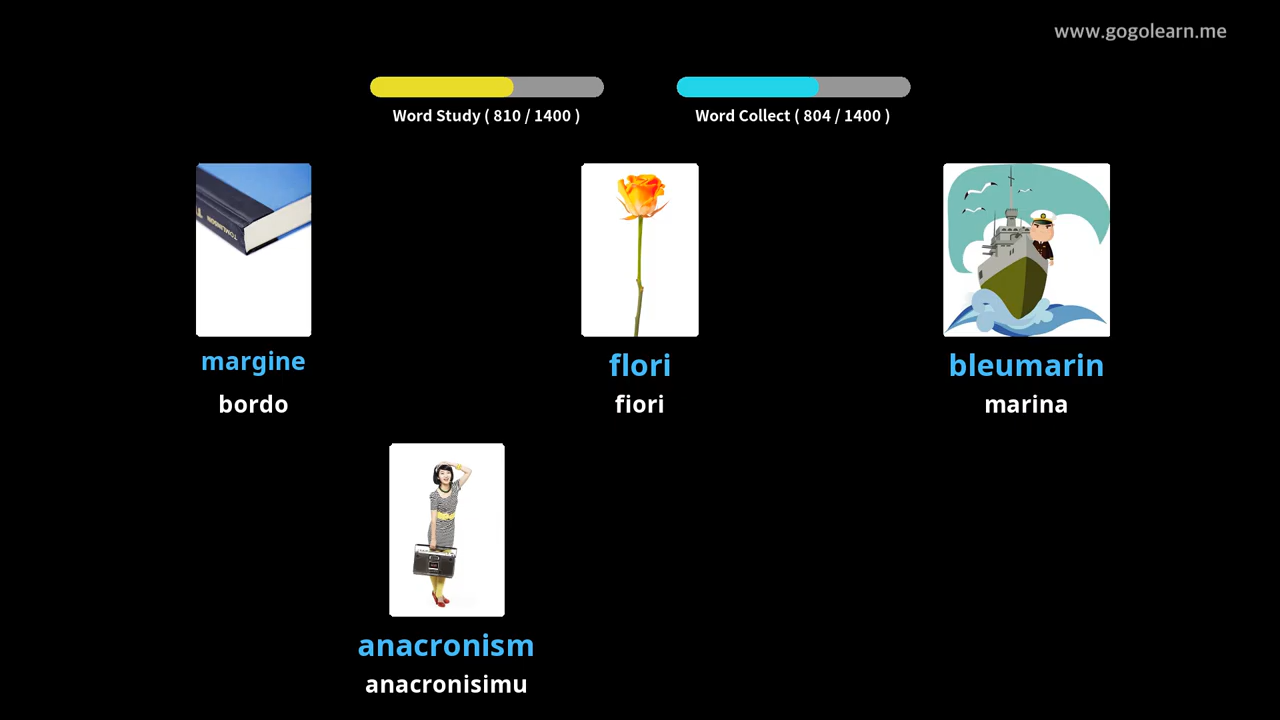 www.gogolearn.me
Word Study ( 810 / 1400 )
Word Collect ( 804 / 1400 )
TOMLINSON
margine
bordo
flori
fiori
bleumarin
marina
anacronism
anacronisimu